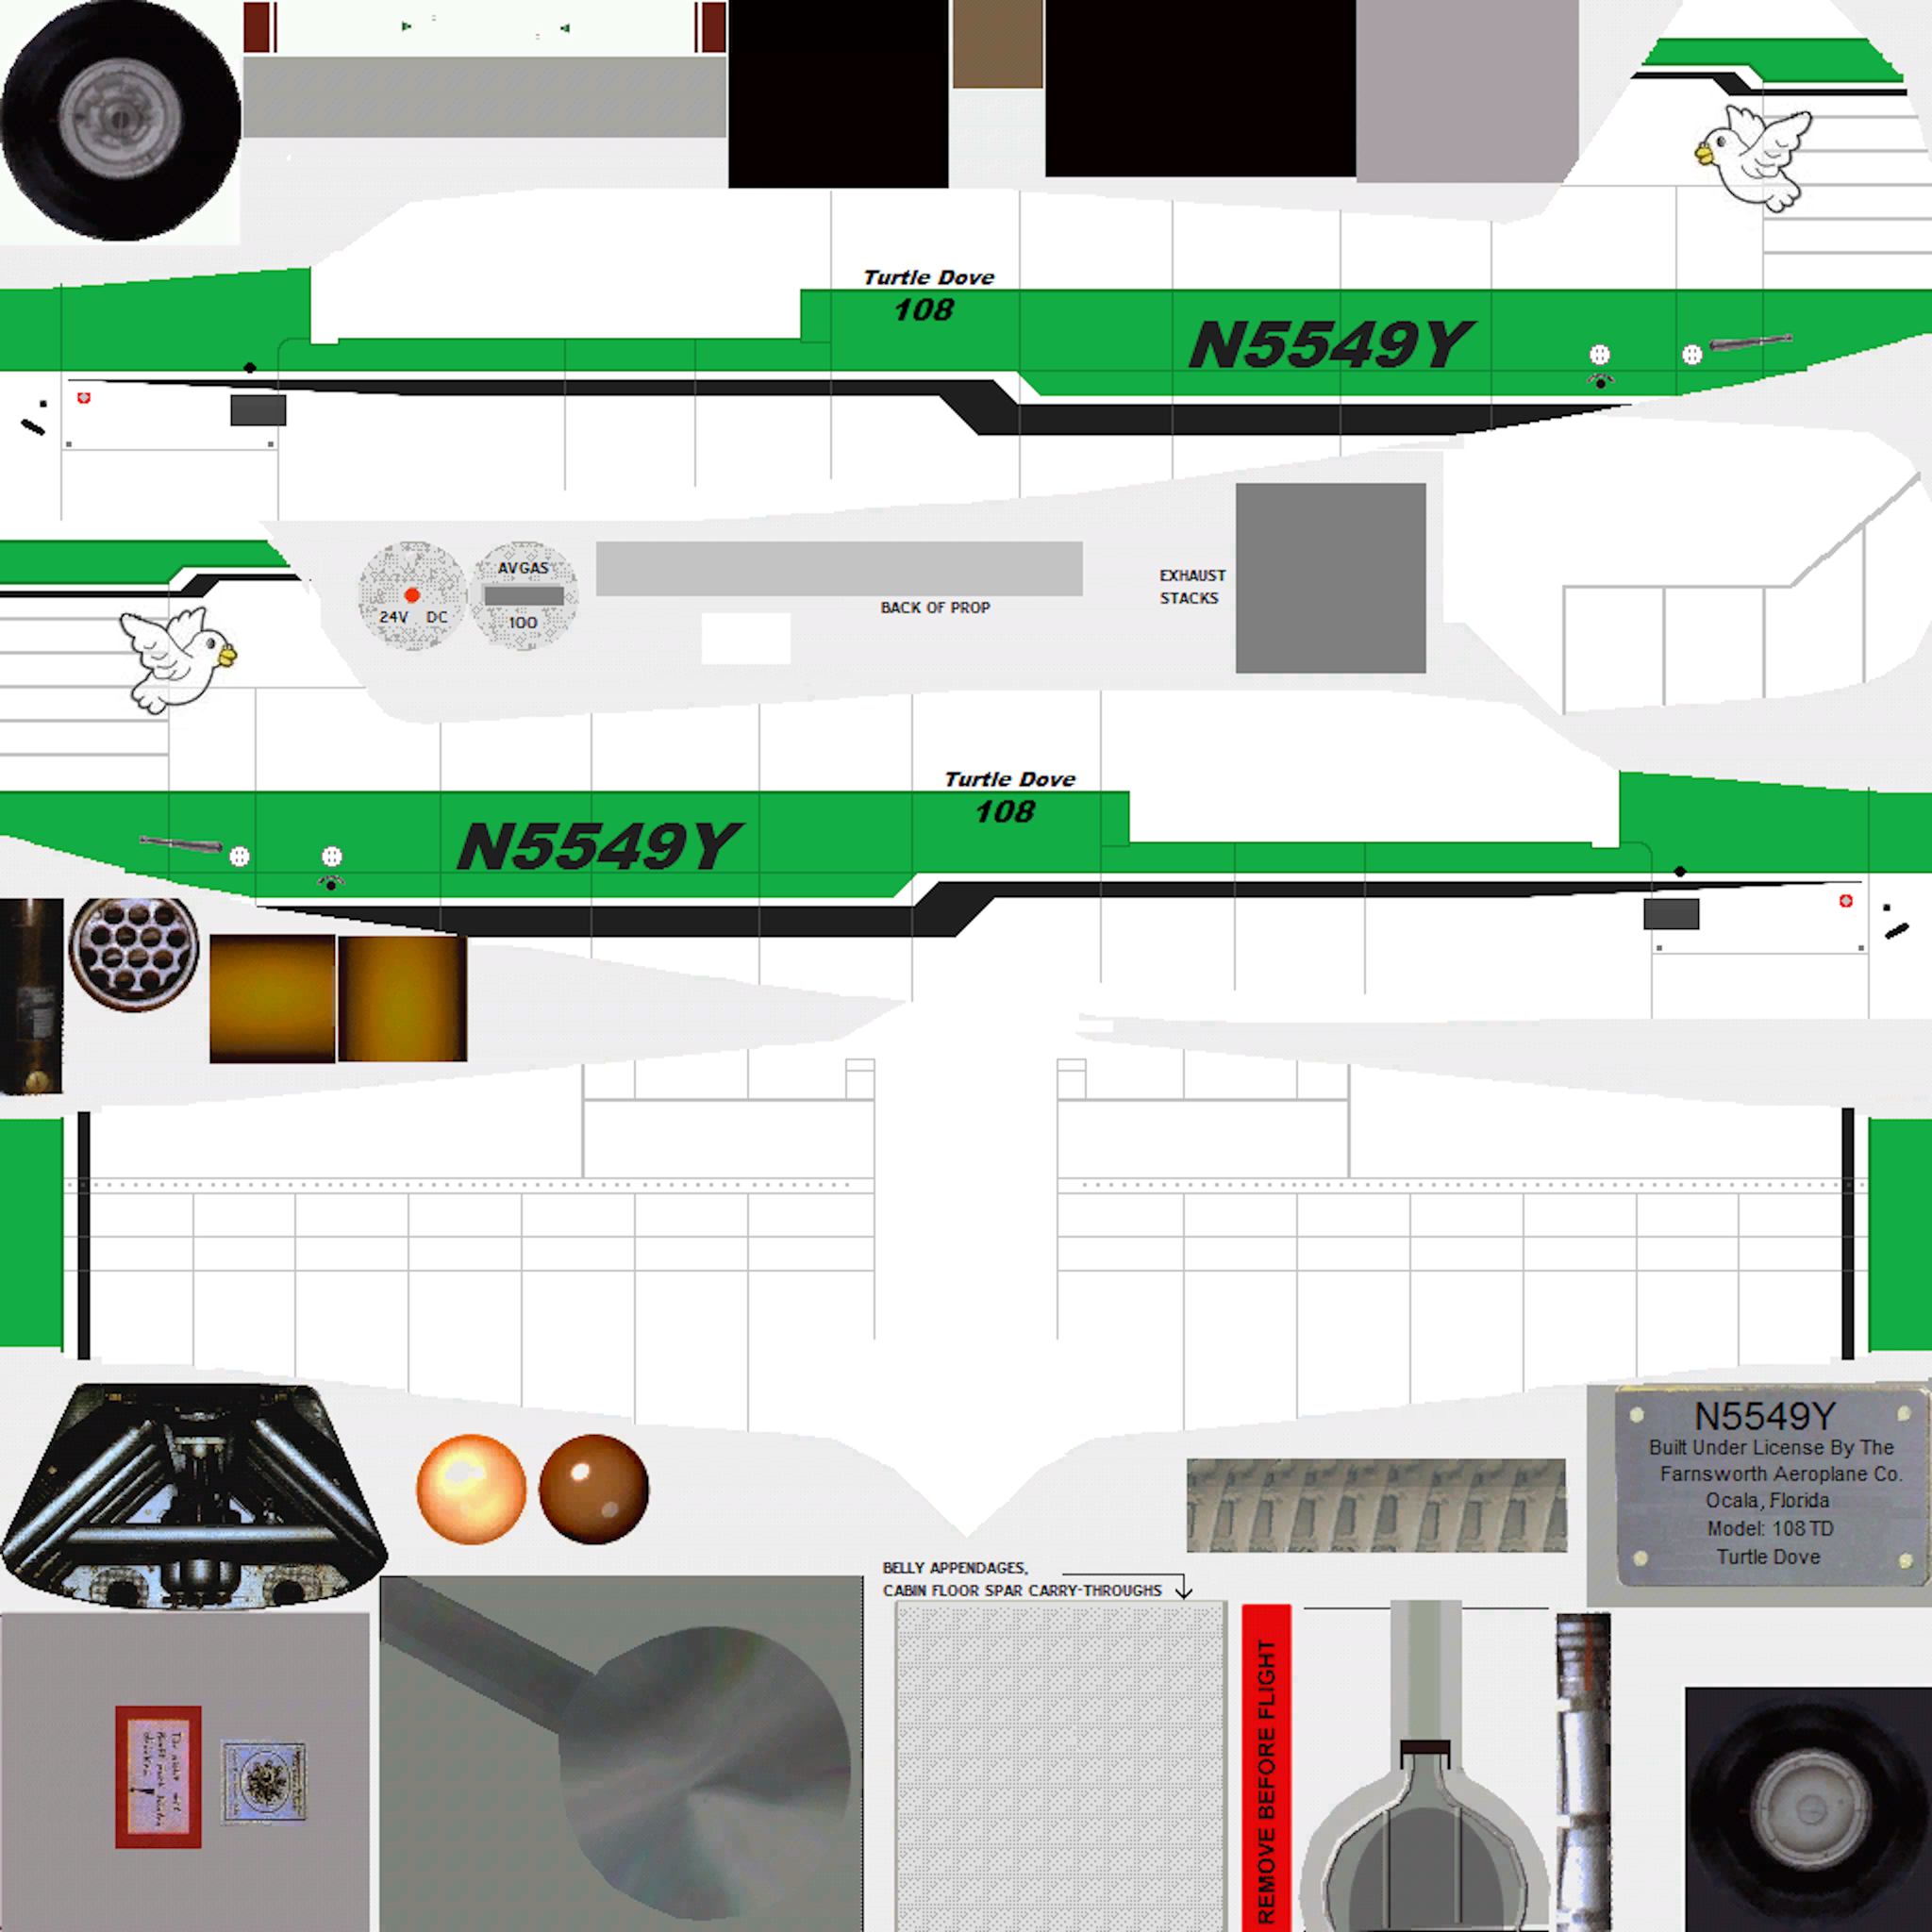 Turtle Dove
108
N5549Y
AVGAS
24V DC
100
BACK OF PROP
EXHAUST
STACKS
Turtle Dove
108
N5549Y
N5549Y
Built Under License By The
Farnsworth Aeroplane Co.
Ocala, Florida
Model: 108 TD
Turtle Dove
BELLY APPENDAGES,
CABIN FLOOR SPAR CARRY-THROUGHS
REMOVE BEFORE FLIGHT